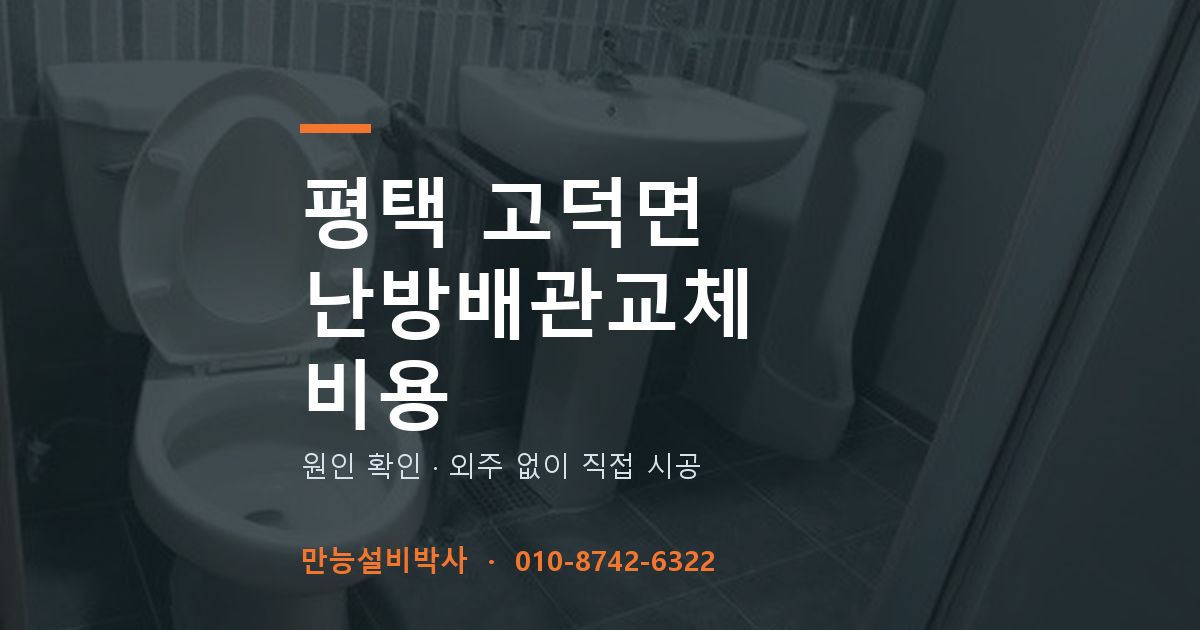 평택 고덕면
난방배관교체
비용
원인 확인 · 외주 없이 직접 시공
만능설비박사 · 010-8742-6322